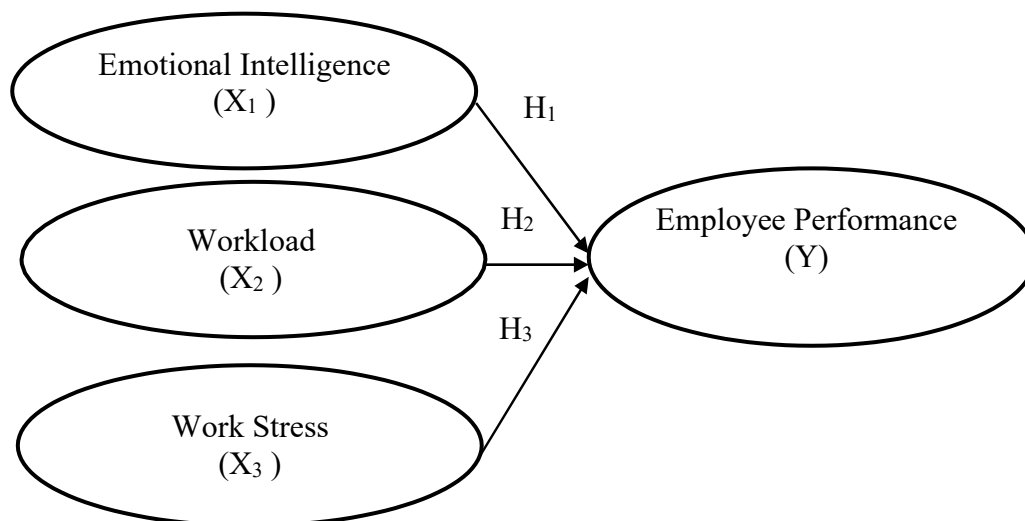 Emotional Intelligence
(X₁ )
H₁
Workload
(X₂ )
H₂
Employee Performance
(Y)
H₃
Work Stress
(X₃ )